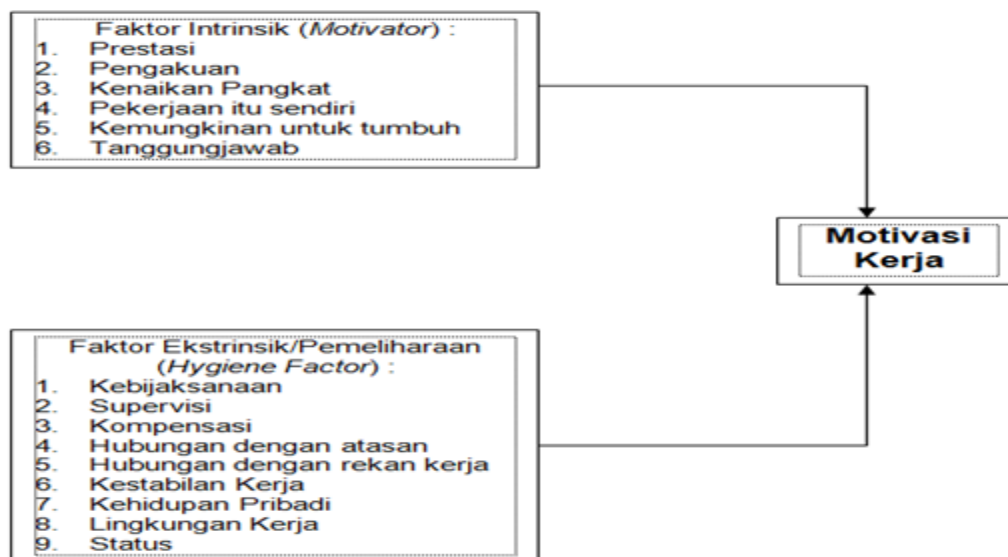 Faktor Intrinsik (Motivator) :
1. Prestasi
2. Pengakuan
3. Kenaikan Pangkat
4. Pekerjaan itu sendiri
5. Kemungkinan untuk tumbuh
6. Tanggungjawab
Motivasi
Kerja
Faktor Ekstrinsik/Pemeliharaan
(Hygiene Factor) :
1. Kebijaksanaan
2. Supervisi
3. Kompensasi
4. Hubungan dengan atasan
5. Hubungan dengan rekan kerja
6. Kestabilan Kerja
7. Kehidupan Pribadi
8. Lingkungan Kerja
9. Status